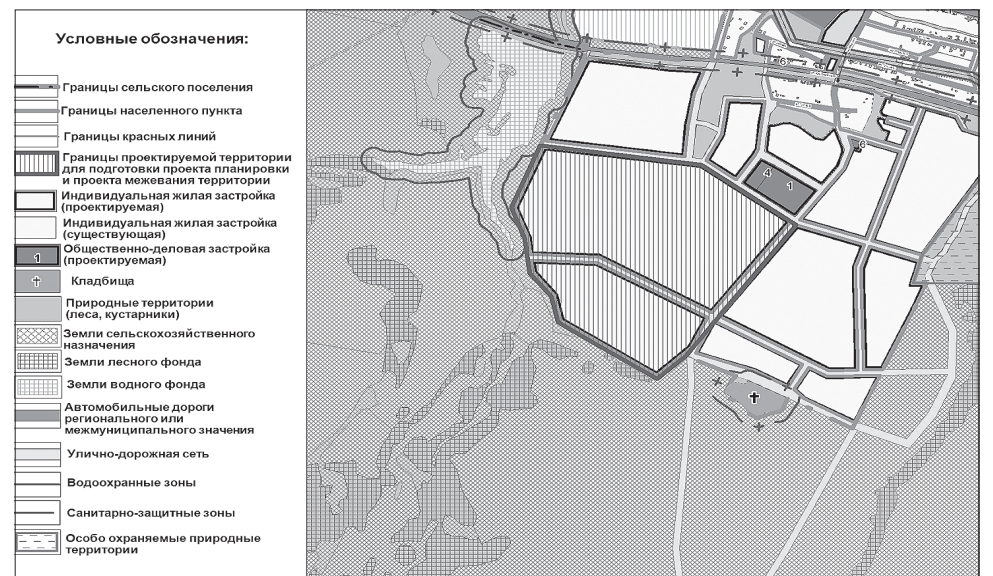 Условные обозначения:
Границы сельского поселения
Границы населенного пункта
Границы красных линий
Границы проектируемой территории
для подготовки проекта планировки
и проекта межевания территории
Индивидуальная жилая застройка
(проектируемая)
Индивидуальная жилая застройка
(существующая)
Общественно-деловая застройка
(проектируемая)
1
Кладбища
Природные территории
(леса, кустарники)
Земли сельскохозяйственного
назначения
Земли лесного фонда
Земли водного фонда
Автомобильные дороги
регионального или
межмуниципального значения
Улично-дорожная сеть
Водоохранные зоны
Санитарно-защитные зоны
Особо охраняемые природные
территории
6
6
4
1